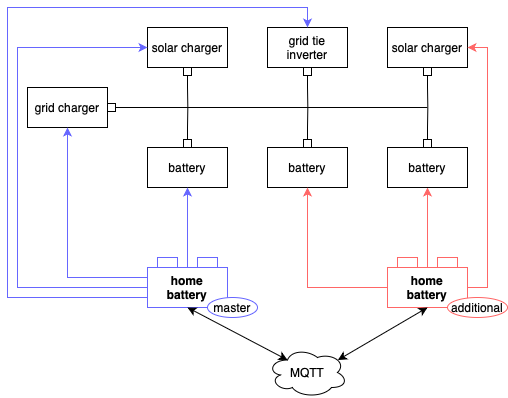 solar charger
grid tie
inverter
solar charger
grid charger
battery
battery
battery
home
battery
master
home
battery
additional
MQTT